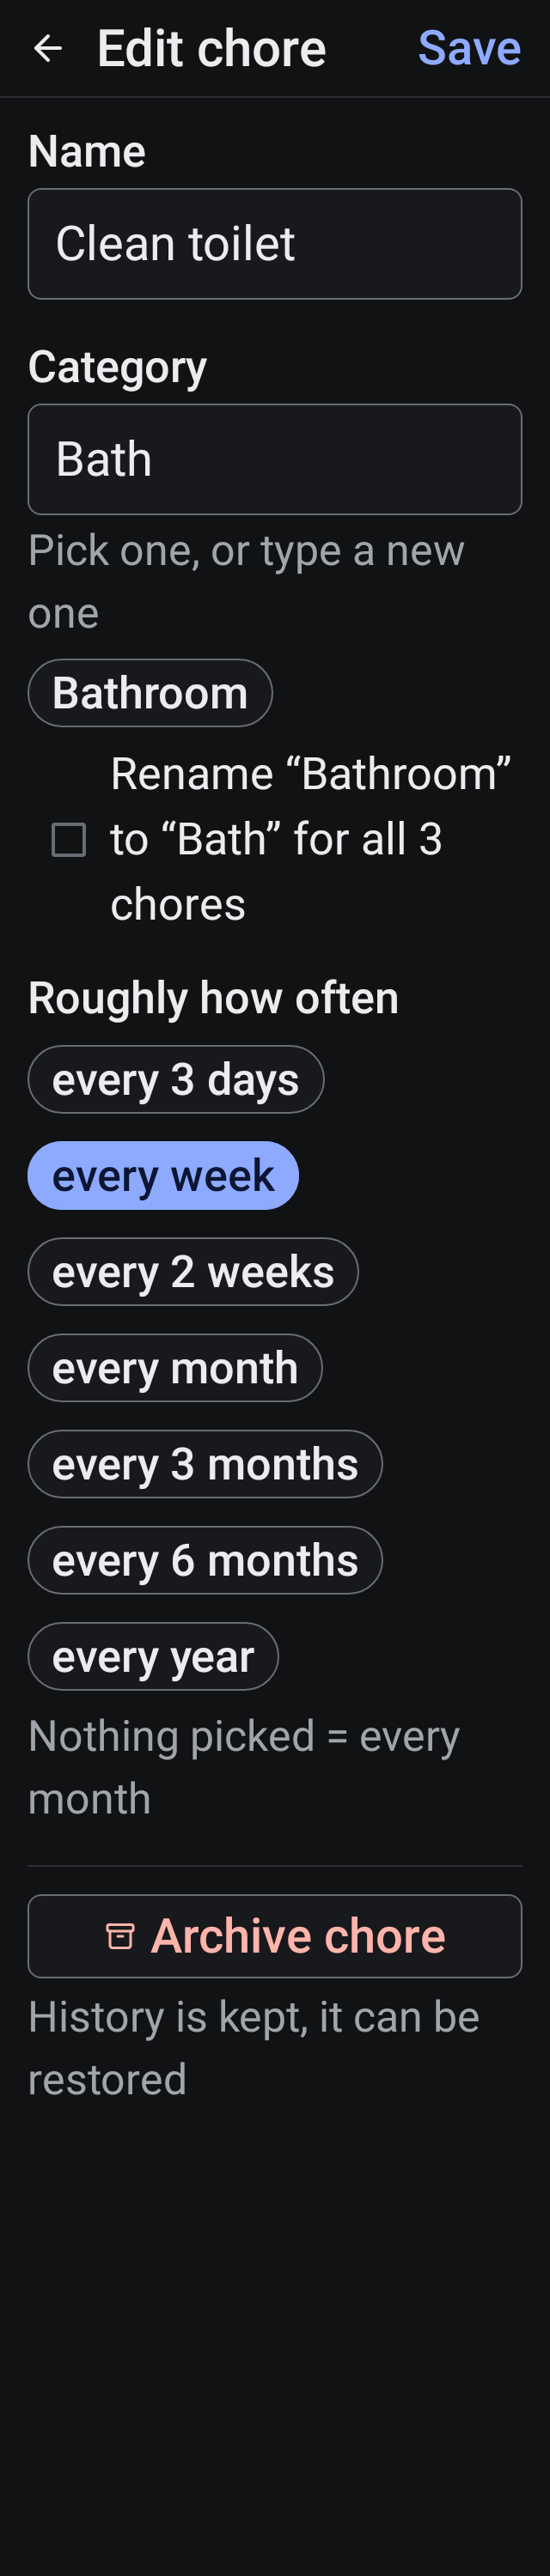 Edit chore
Save
Name
Clean toilet
Category
Bath
Pick one, or type a new
one
Bathroom
Rename “Bathroom”
to “Bath” for all 3
chores
Roughly how often
every 3 days
every week
every 2 weeks
every month
every 3 months
every 6 months
every year
Nothing picked = every
month
Archive chore
History is kept, it can be
restored